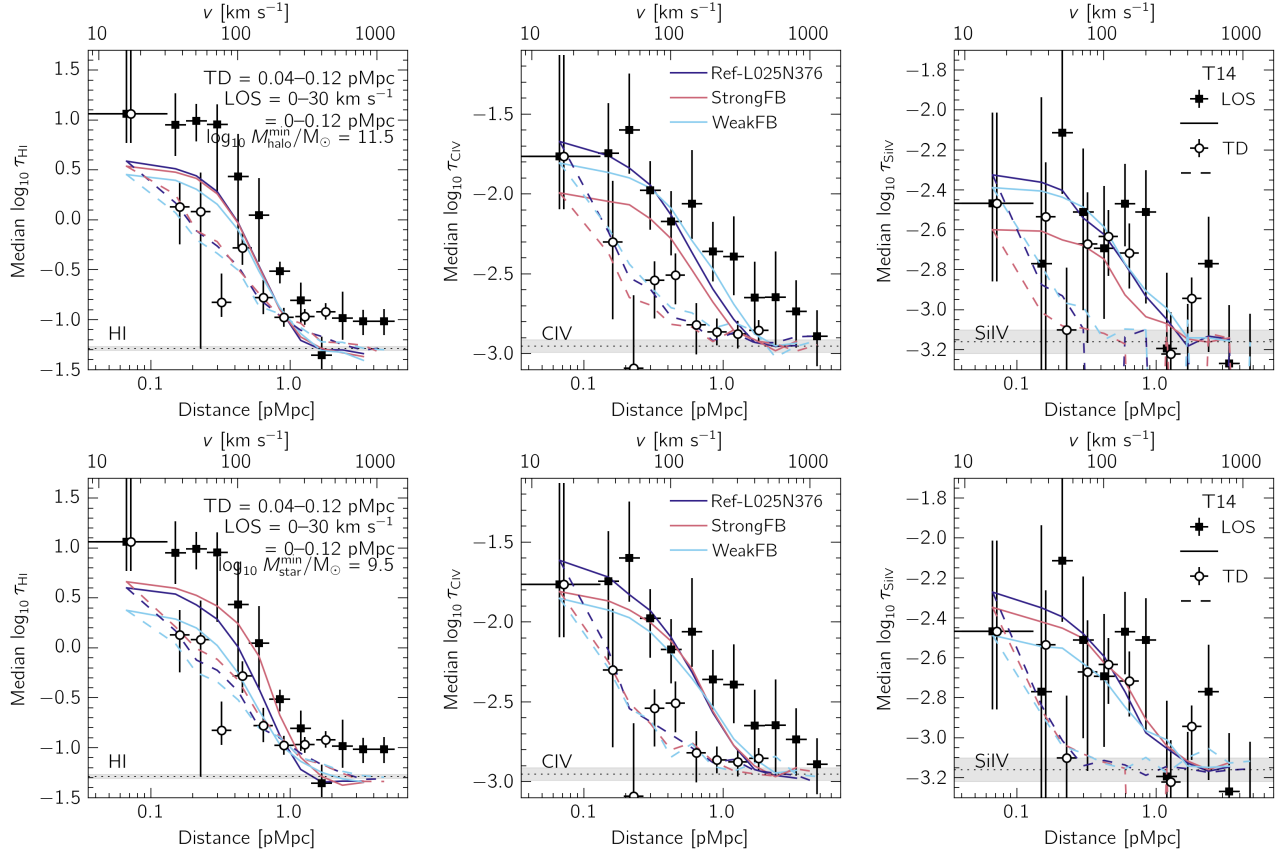 v [km s⁻¹]
10 100 1000
1.5
1.0
0.5
0.0
−0.5
−1.0
−1.5
Median log₁₀ τ_HI
TD = 0.04–0.12 pMpc
LOS = 0–30 km s⁻¹
= 0–0.12 pMpc
log₁₀ M_halo^min/M⊙ = 11.5
HI
0.1 1.0
Distance [pMpc]
v [km s⁻¹]
10 100 1000
−1.5
−2.0
−2.5
−3.0
Median log₁₀ τ_CIV
Ref-L025N376
StrongFB
WeakFB
CIV
0.1 1.0
Distance [pMpc]
v [km s⁻¹]
10 100 1000
−1.8
−2.0
−2.2
−2.4
−2.6
−2.8
−3.0
−3.2
Median log₁₀ τ_SiIV
T14
LOS
TD
SiIV
0.1 1.0
Distance [pMpc]
v [km s⁻¹]
10 100 1000
1.5
1.0
0.5
0.0
−0.5
−1.0
−1.5
Median log₁₀ τ_HI
TD = 0.04–0.12 pMpc
LOS = 0–30 km s⁻¹
= 0–0.12 pMpc
log₁₀ M_star^min/M⊙ = 9.5
HI
0.1 1.0
Distance [pMpc]
v [km s⁻¹]
10 100 1000
−1.5
−2.0
−2.5
−3.0
Median log₁₀ τ_CIV
Ref-L025N376
StrongFB
WeakFB
CIV
0.1 1.0
Distance [pMpc]
v [km s⁻¹]
10 100 1000
−1.8
−2.0
−2.2
−2.4
−2.6
−2.8
−3.0
−3.2
Median log₁₀ τ_SiIV
T14
LOS
TD
SiIV
0.1 1.0
Distance [pMpc]